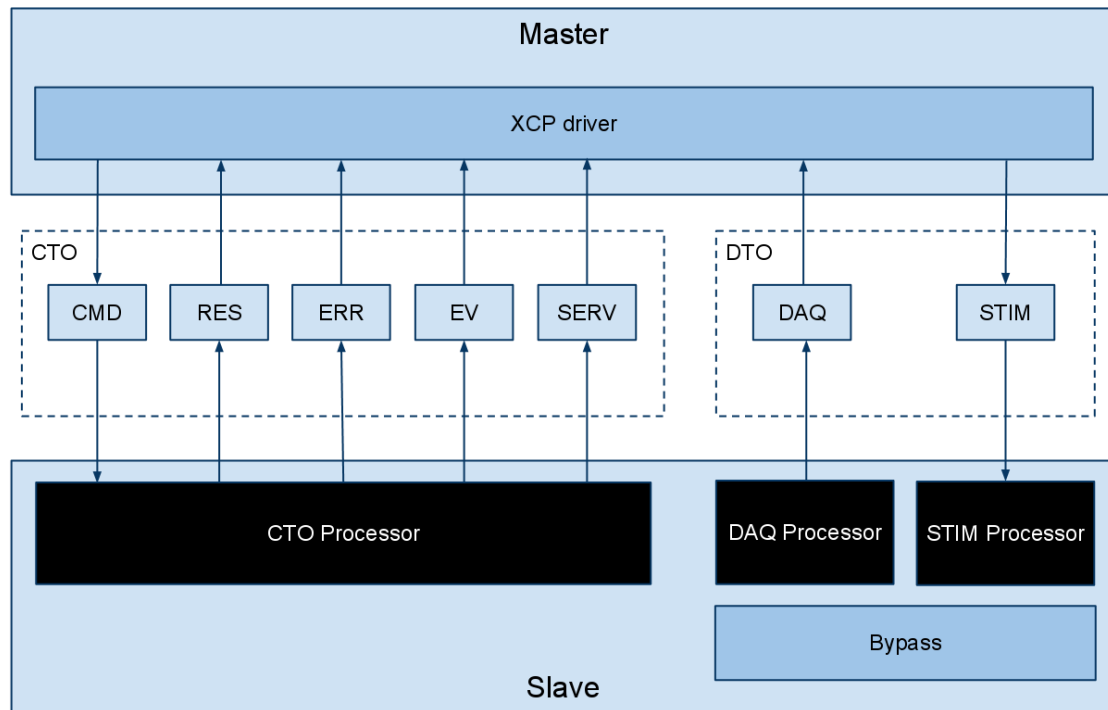 Master
XCP driver
CTO
DTO
CMD
RES
ERR
EV
SERV
DAQ
STIM
CTO Processor
DAQ Processor
STIM Processor
Bypass
Slave